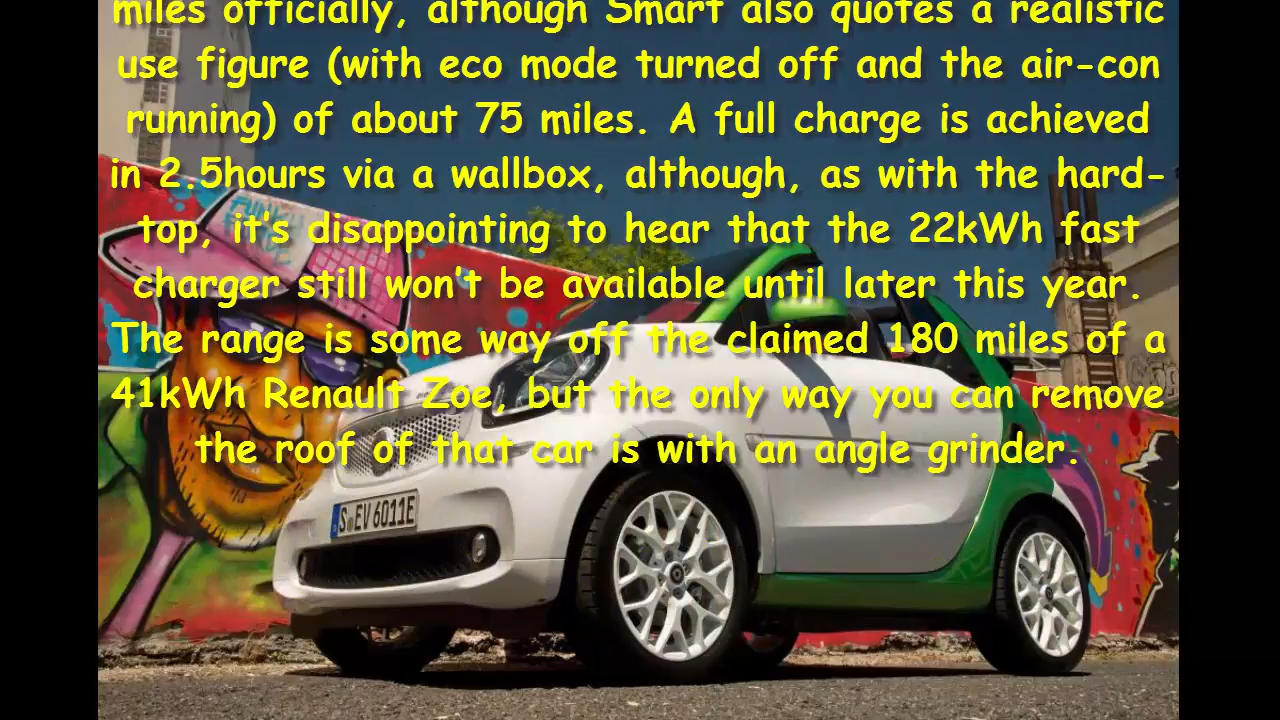 miles officially, although Smart also quotes a realistic
use figure (with eco mode turned off and the air-con
running) of about 75 miles. A full charge is achieved
in 2.5hours via a wallbox, although, as with the hard-
top, it's disappointing to hear that the 22kWh fast
charger still won't be available until later this year.
The range is some way off the claimed 180 miles of a
41kWh Renault Zoe, but the only way you can remove
the roof of that car is with an angle grinder.
FUNKY
S EV 6011E